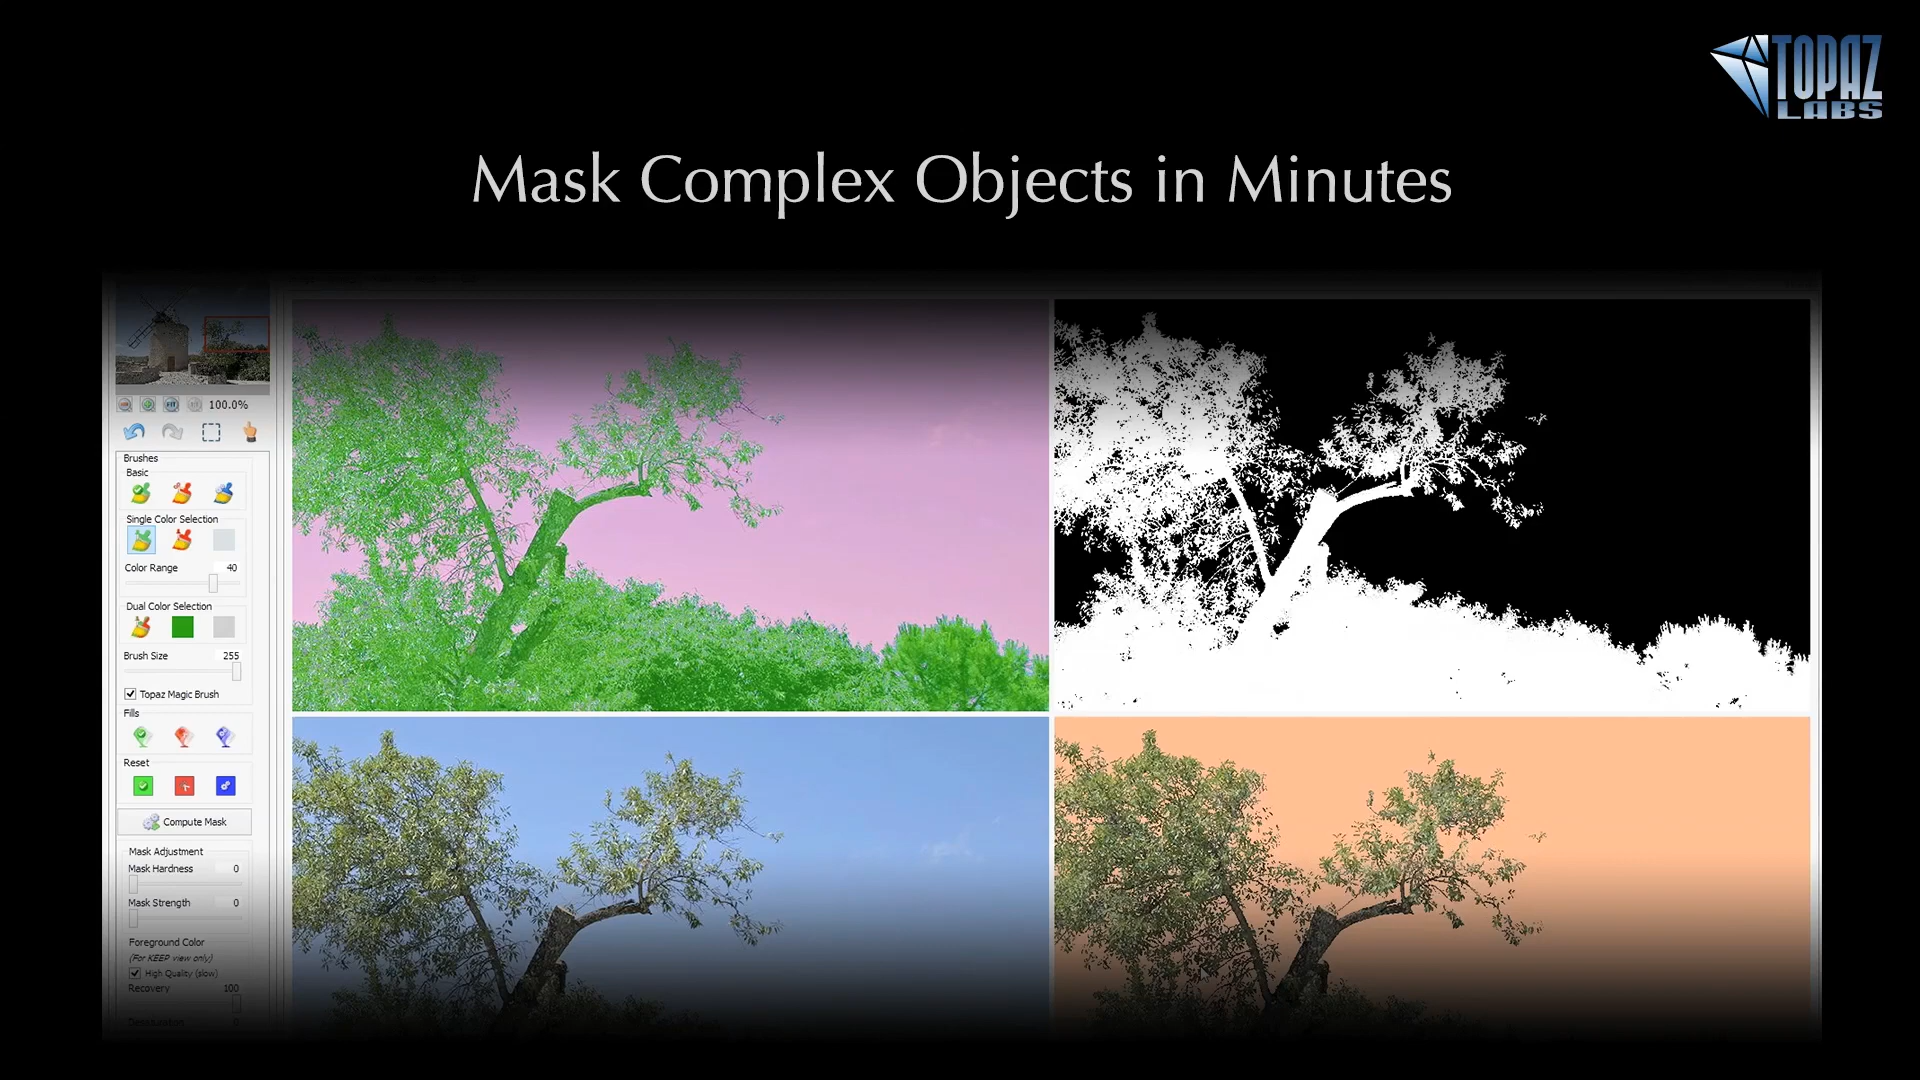 TOPAZ
LABS
Mask Complex Objects in Minutes
FIT
100.0%
Brushes
Basic
Single Color Selection
Color Range 40
Dual Color Selection
Brush Size 255
Topaz Magic Brush
Fills
Reset
Compute Mask
Mask Adjustment
Mask Hardness 0
Mask Strength 0
Foreground Color
(For KEEP view only)
High Quality (slow)
Recovery 100